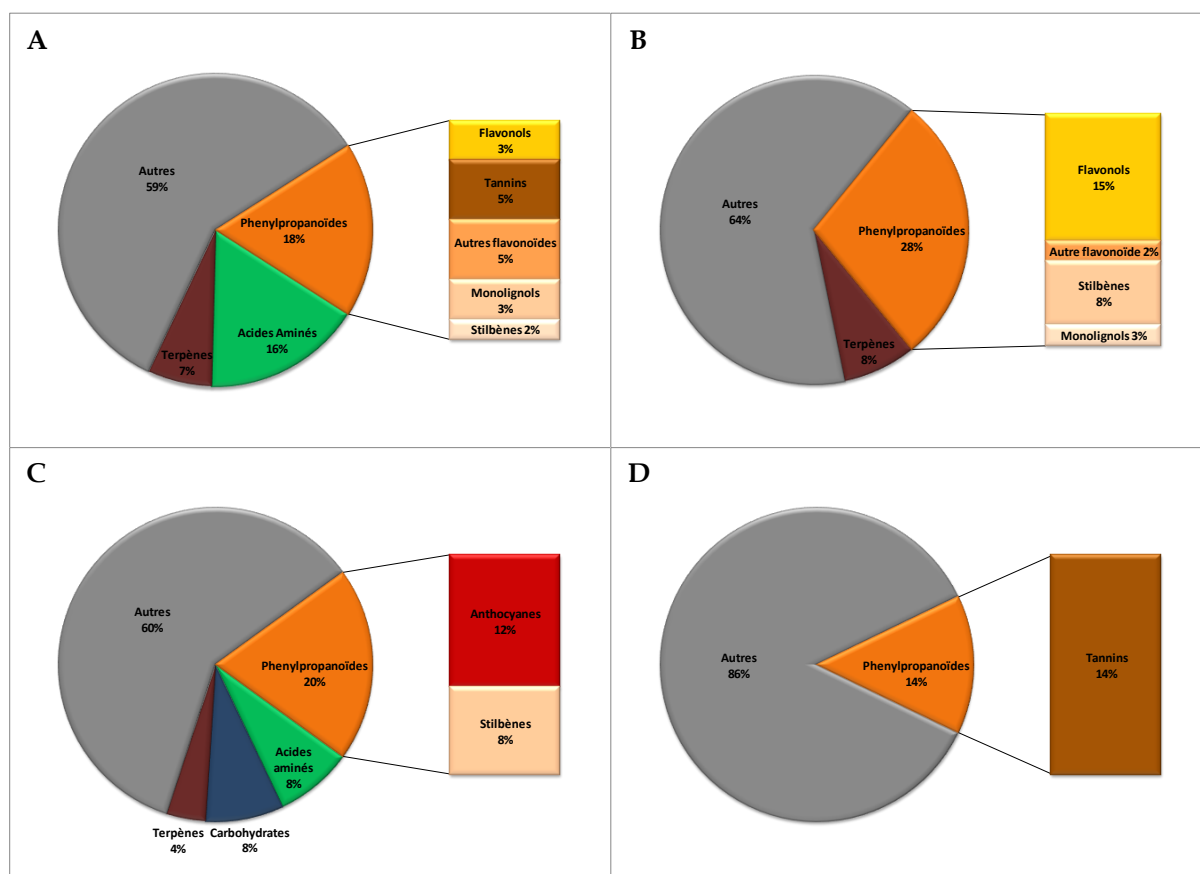 A
Autres
59%
Phenylpropanoïdes
18%
Acides Aminés
16%
Terpènes
7%
Flavonols
3%
Tannins
5%
Autres flavonoïdes
5%
Monolignols
3%
Stilbènes 2%
B
Autres
64%
Phenylpropanoïdes
28%
Terpènes
8%
Flavonols
15%
Autre flavonoïde 2%
Stilbènes
8%
Monolignols 3%
C
Autres
60%
Phenylpropanoïdes
20%
Acides
aminés
8%
Carbohydrates
8%
Terpènes
4%
Anthocyanes
12%
Stilbènes
8%
D
Autres
86%
Phenylpropanoïdes
14%
Tannins
14%